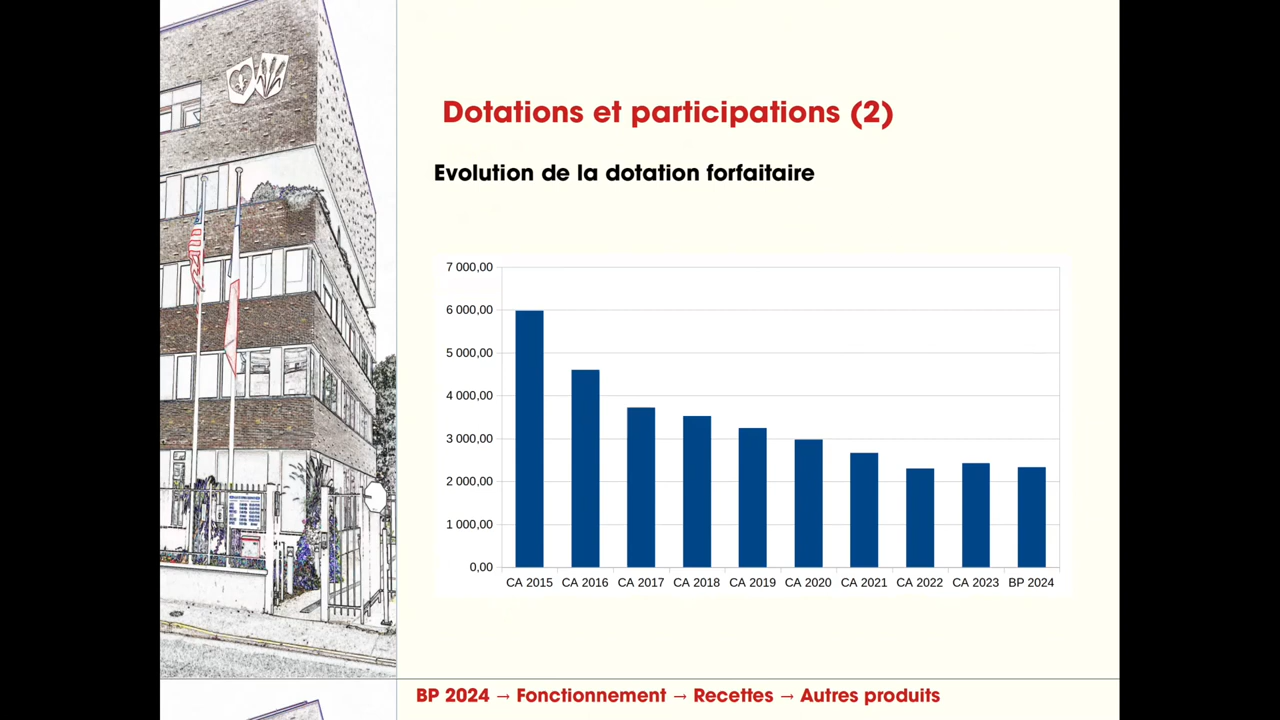 Dotations et participations (2)
Evolution de la dotation forfaitaire
7 000,00
6 000,00
5 000,00
4 000,00
3 000,00
2 000,00
1 000,00
0,00
CA 2015 CA 2016 CA 2017 CA 2018 CA 2019 CA 2020 CA 2021 CA 2022 CA 2023 BP 2024
BP 2024 → Fonctionnement → Recettes → Autres produits